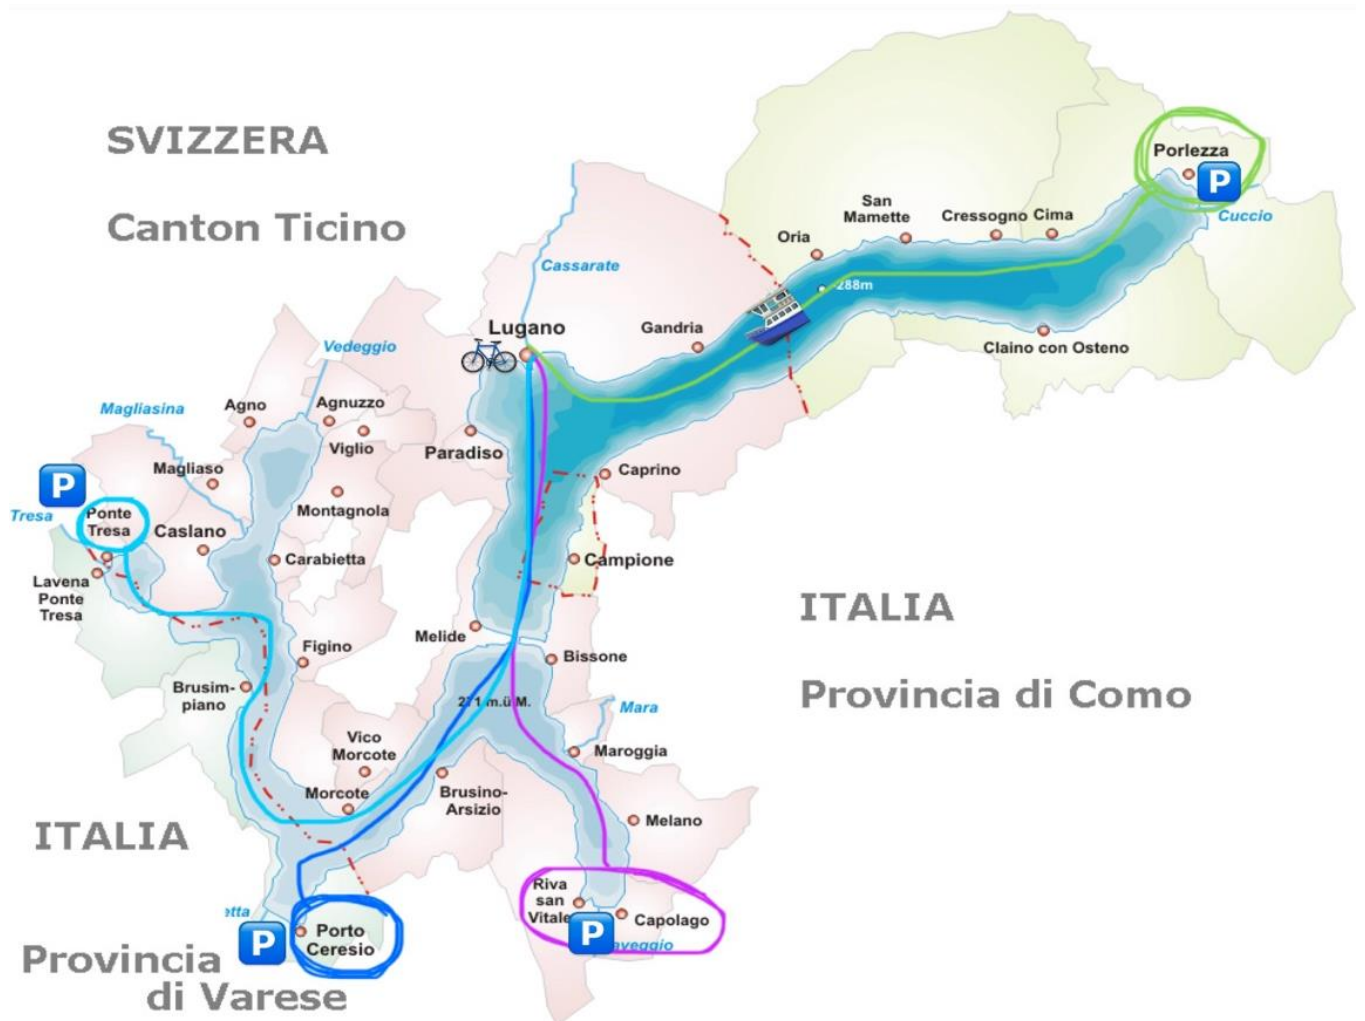 SVIZZERA
Canton Ticino
Porlezza
P
Cuccio
San
Mamette
Cressogno
Cima
Oria
-288m
Claino con Osteno
Cassarate
Lugano
Gandria
Vedeggio
Magliasina
Agno
Agnuzzo
Viglio
Paradiso
Magliaso
Caprino
P
Montagnola
Tresa
Ponte
Tresa
Caslano
Carabietta
Campione
Lavena
Ponte
Tresa
ITALIA
Provincia di Como
Melide
Figino
Bissone
Brusim-
piano
271 m.ü.M.
Mara
Vico
Morcote
Maroggia
Morcote
Brusino-
Arsizio
Melano
ITALIA
Riva
san
Vitale
Capolago
P
P
Porto
Ceresio
Provincia
di Varese